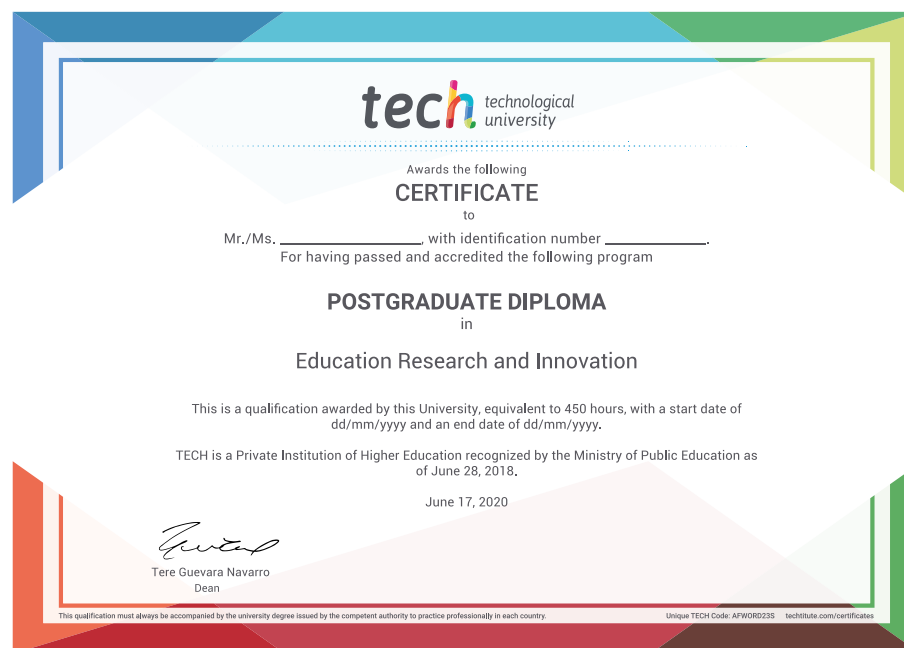 tech technological
university
Awards the following
CERTIFICATE
to
Mr./Ms. ____________________, with identification number ______________.
For having passed and accredited the following program
POSTGRADUATE DIPLOMA
in
Education Research and Innovation
This is a qualification awarded by this University, equivalent to 450 hours, with a start date of
dd/mm/yyyy and an end date of dd/mm/yyyy.
TECH is a Private Institution of Higher Education recognized by the Ministry of Public Education as
of June 28, 2018.
June 17, 2020
Tere Guevara Navarro
Dean
This qualification must always be accompanied by the university degree issued by the competent authority to practice professionally in each country. Unique TECH Code: AFWORD23S techtitute.com/certificates